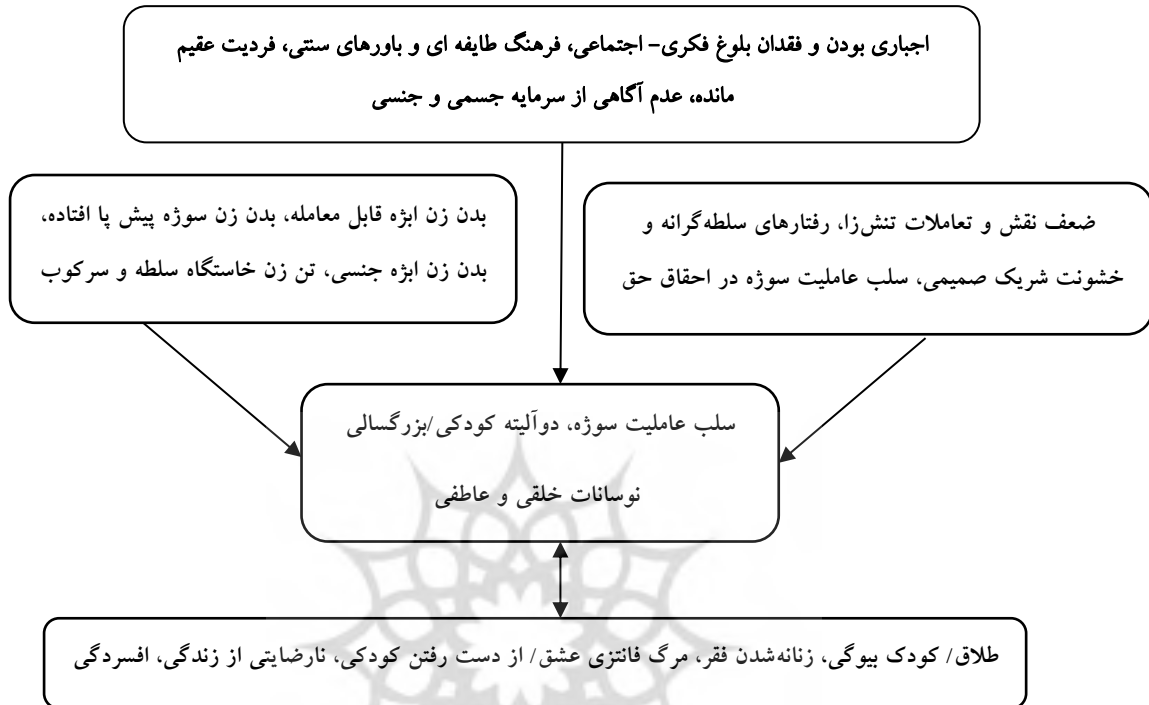 اجباری بودن و فقدان بلوغ فکری- اجتماعی، فرهنگ طایفه ای و باورهای سنتی، فردیت عقیم
مانده، عدم آگاهی از سرمایه جسمی و جنسی
ضعف نقش و تعاملات تنش‌زا، رفتارهای سلطه‌گرانه و
خشونت شریک صمیمی، سلب عاملیت سوژه در احقاق حق
بدن زن ابژه قابل معامله، بدن زن سوژه پیش پا افتاده،
بدن زن ابژه جنسی، تن زن خاستگاه سلطه و سرکوب
سلب عاملیت سوژه، دوآلیته کودکی/بزرگسالی
نوسانات خلقی و عاطفی
طلاق/ کودک بیوگی، زنانه‌شدن فقر، مرگ فانتزی عشق/ از دست رفتن کودکی، نارضایتی از زندگی، افسردگی